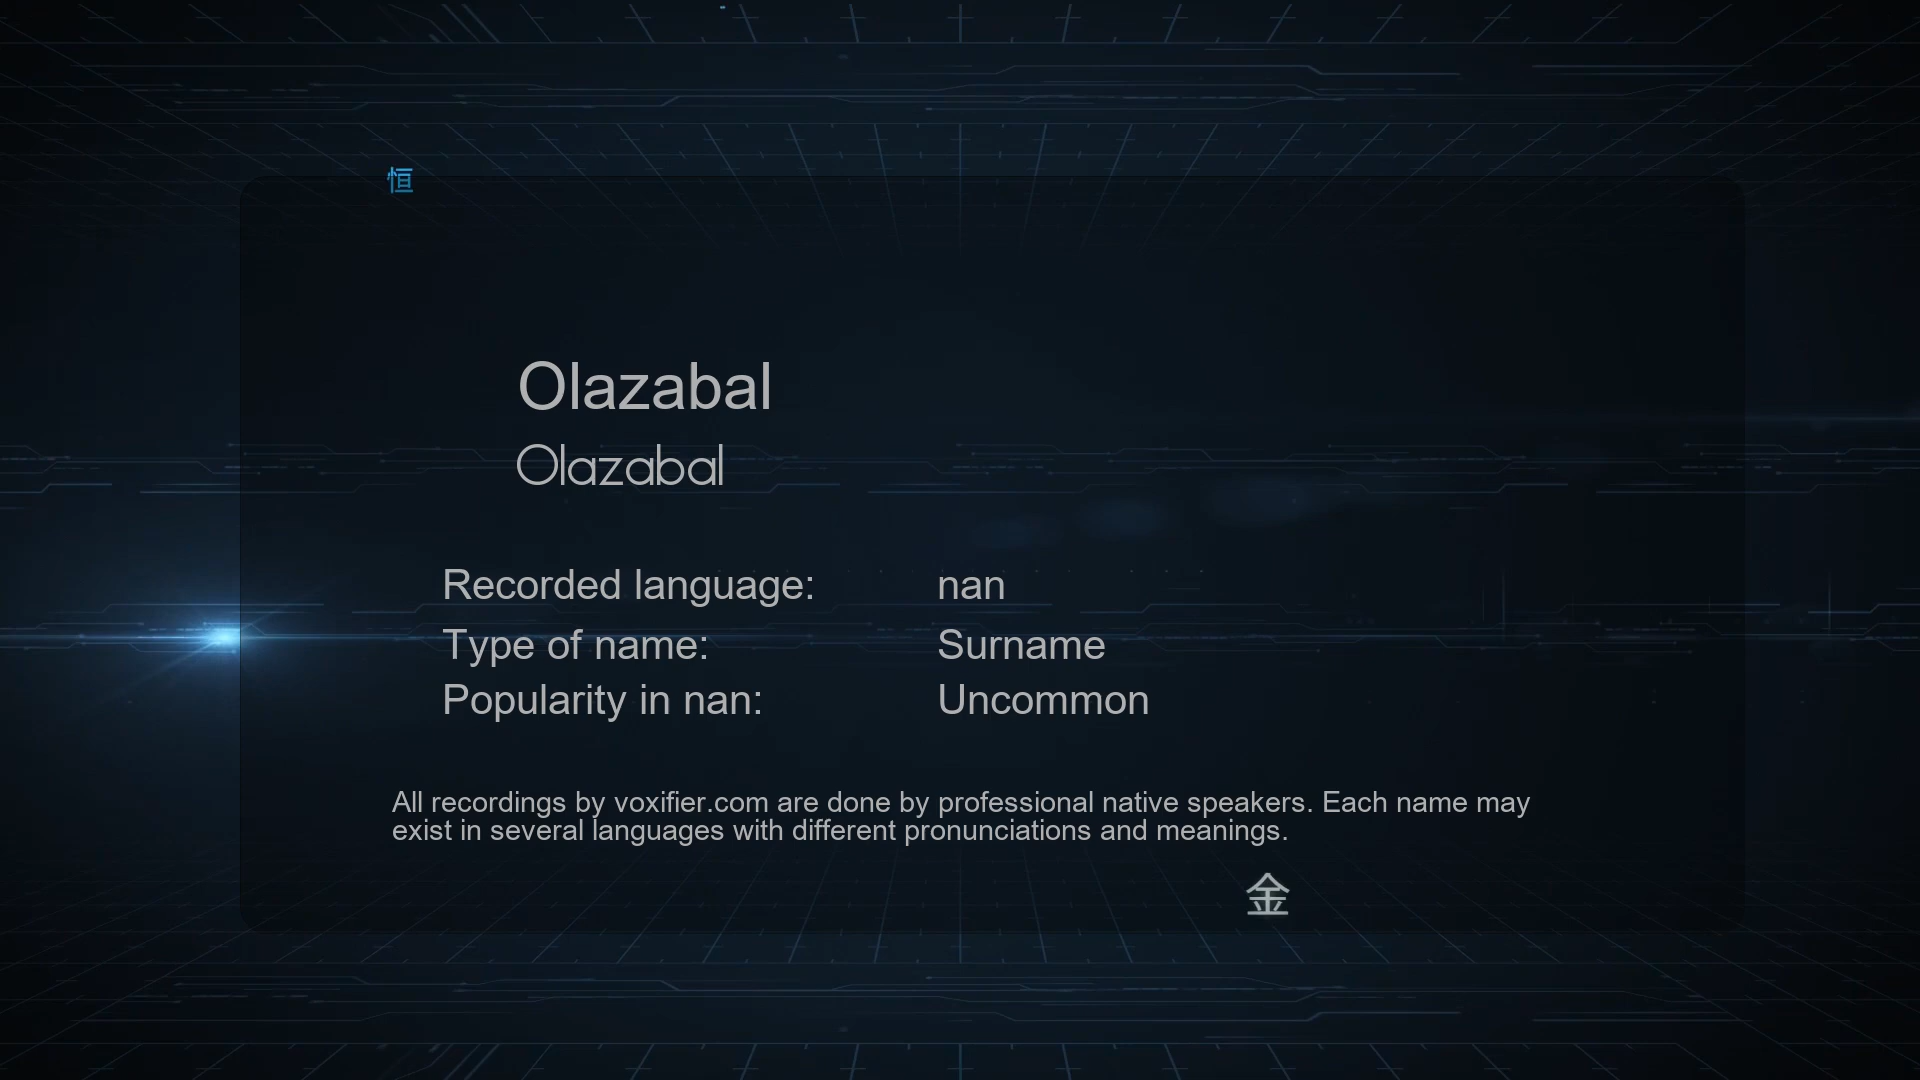 恒
Olazabal
Olazabal
Recorded language: nan
Type of name: Surname
Popularity in nan: Uncommon
All recordings by voxifier.com are done by professional native speakers. Each name may
exist in several languages with different pronunciations and meanings.
金